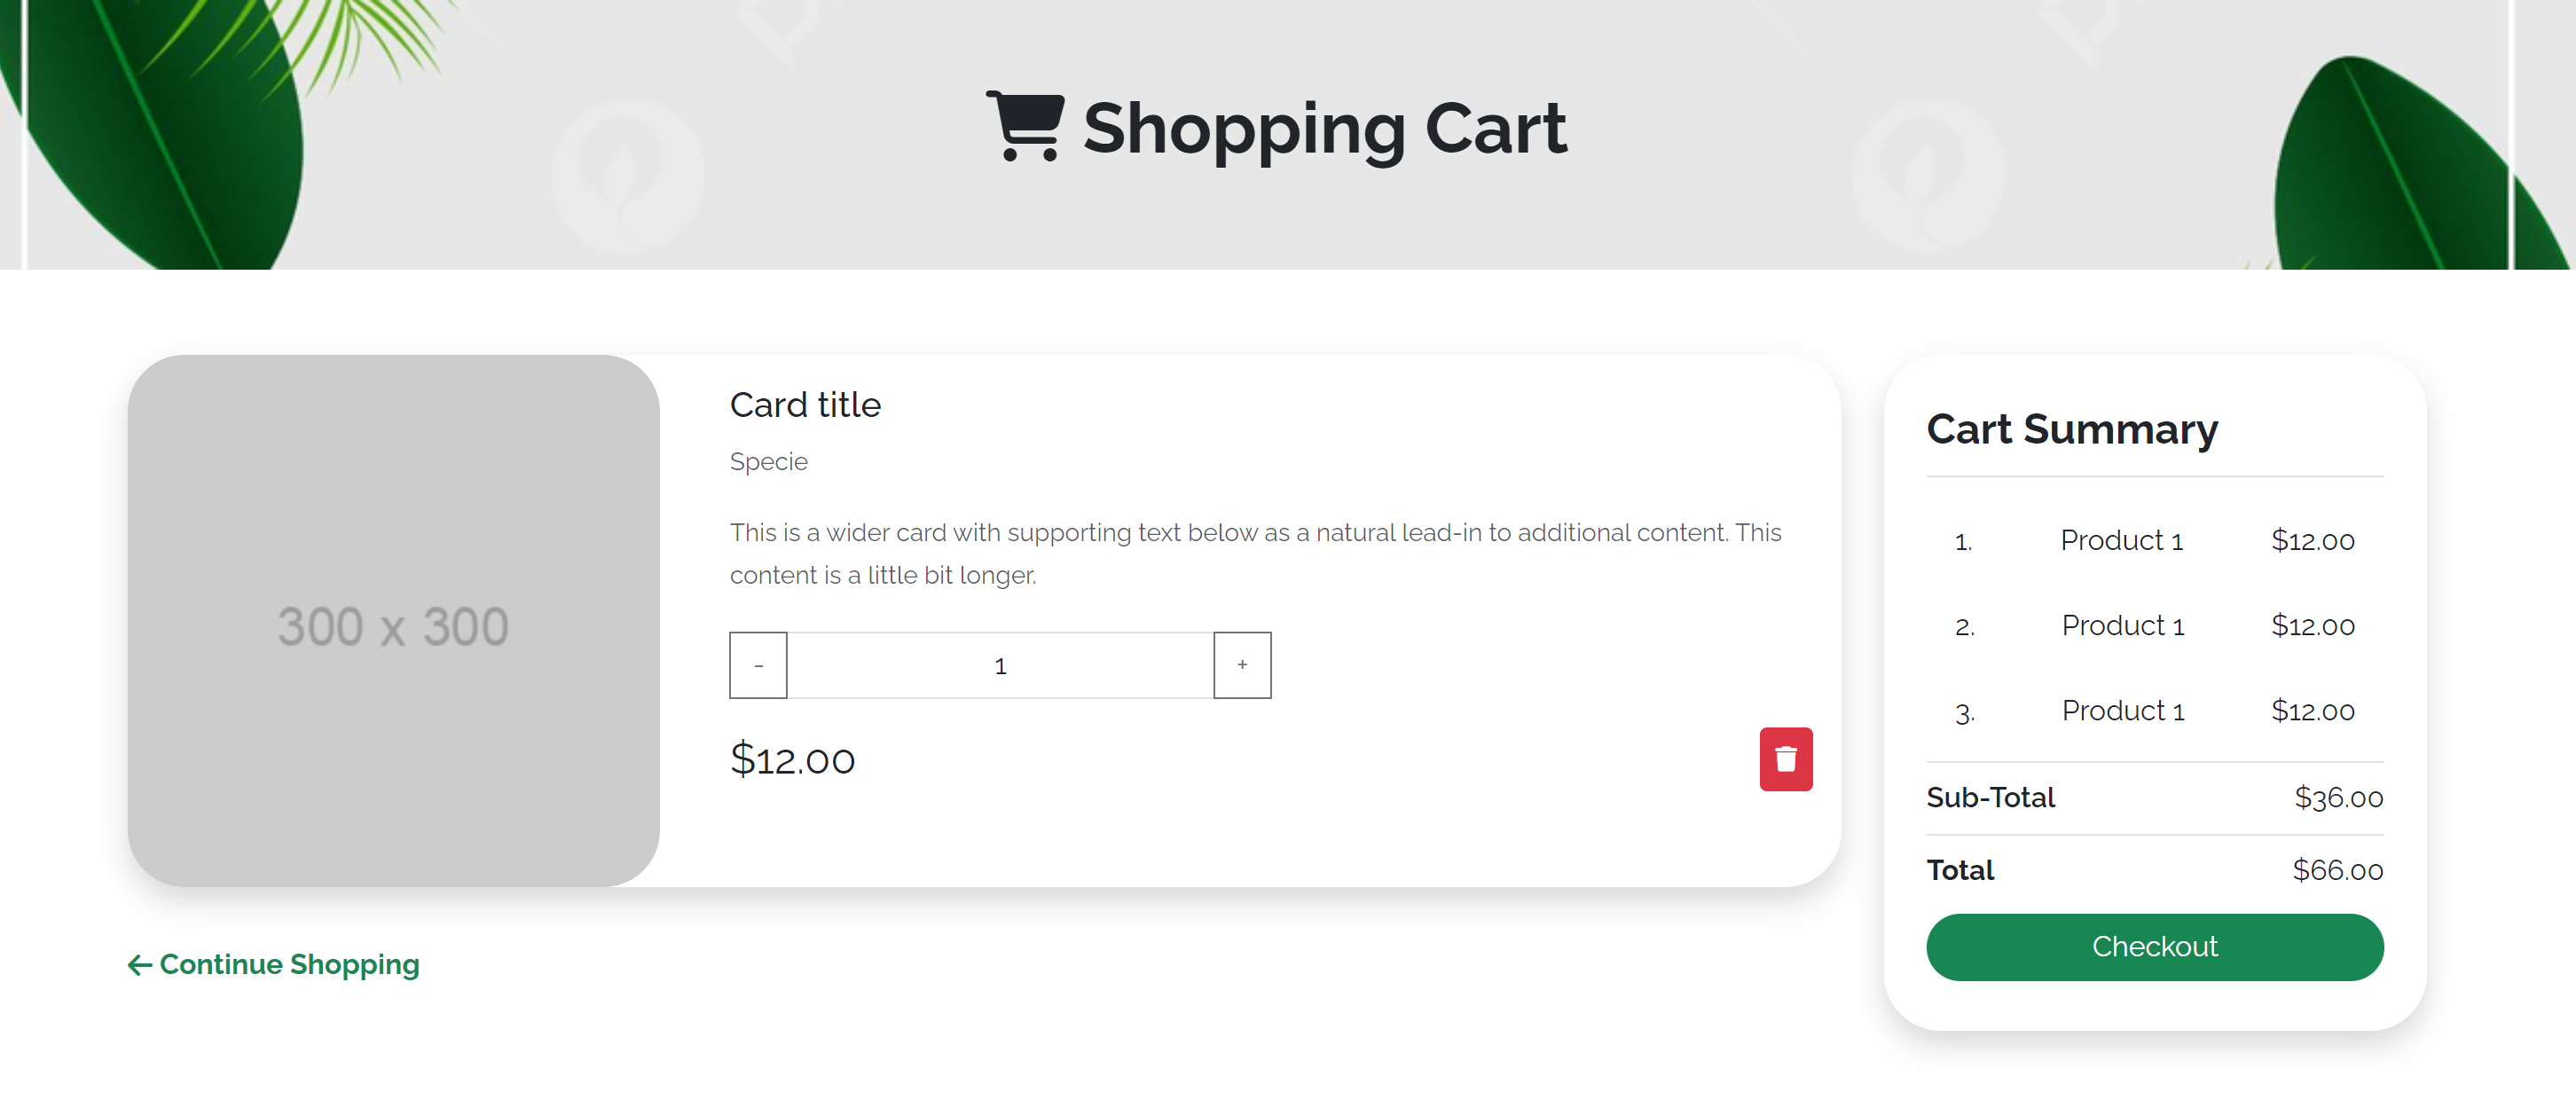 Shopping Cart
300 x 300
Card title
Specie
This is a wider card with supporting text below as a natural lead-in to additional content. This
content is a little bit longer.
- 1 +
$12.00
Continue Shopping
Cart Summary
1. Product 1 $12.00
2. Product 1 $12.00
3. Product 1 $12.00
Sub-Total $36.00
Total $66.00
Checkout